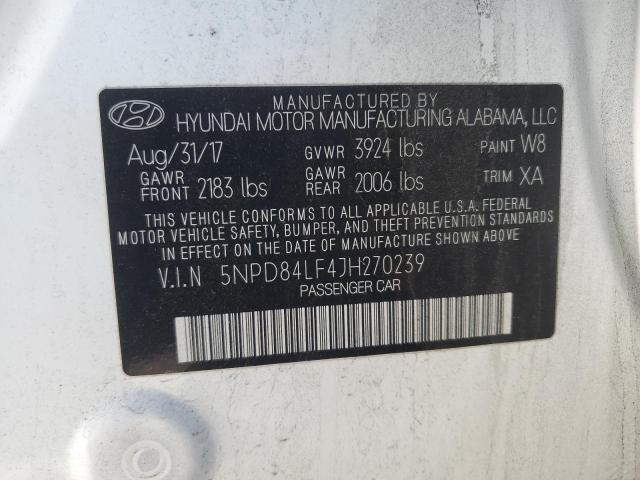 MANUFACTURED BY
HYUNDAI MOTOR MANUFACTURING ALABAMA, LLC
Aug/31/17 GVWR 3924 lbs PAINT W8
GAWR FRONT 2183 lbs GAWR REAR 2006 lbs TRIM XA
THIS VEHICLE CONFORMS TO ALL APPLICABLE U.S.A. FEDERAL
MOTOR VEHICLE SAFETY, BUMPER, AND THEFT PREVENTION STANDARDS
IN EFFECT ON THE DATE OF MANUFACTURE SHOWN ABOVE.
V.I.N 5NPD84LF4JH270239
PASSENGER CAR